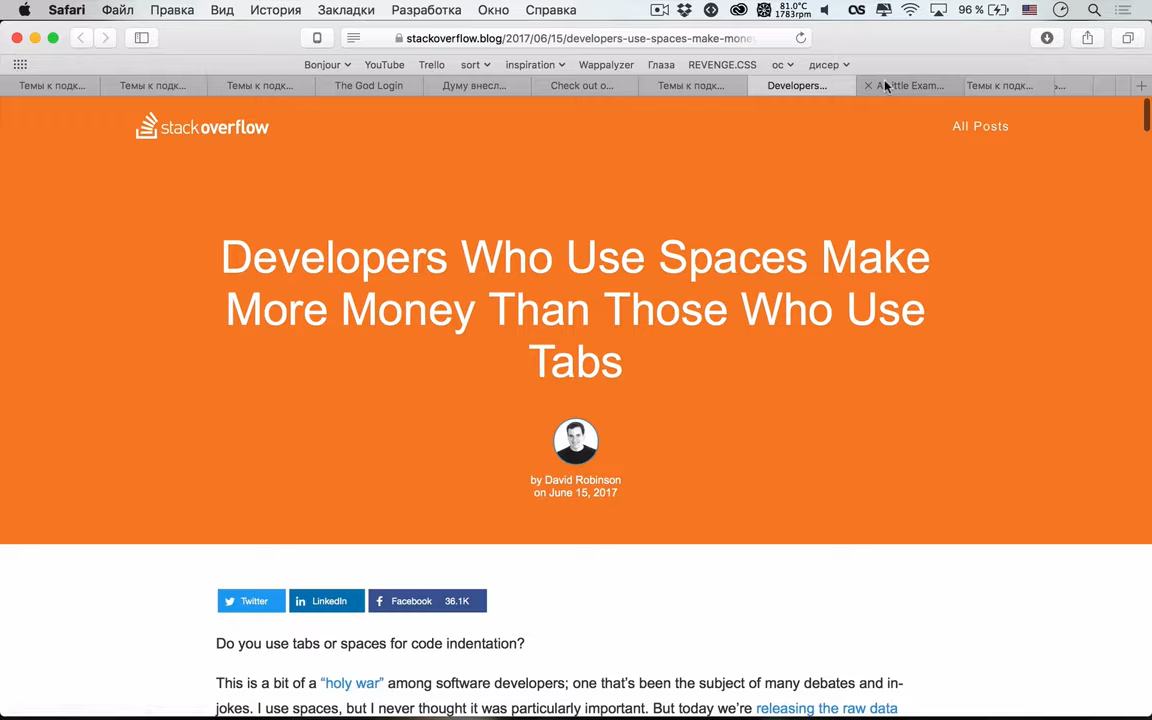 Safari Файл Правка Вид История Закладки Разработка Окно Справка 81.0°C 1783rpm 96 %
stackoverflow.blog/2017/06/15/developers-use-spaces-make-mone
Bonjour YouTube Trello sort inspiration Wappalyzer Глаза REVENGE.CSS ос дисер
Темы к подк... Темы к подк... Темы к подк... The God Login Думу внесл... Check out o... Темы к подк... Developers... Exam... Темы к подк...
stackoverflow
All Posts
Developers Who Use Spaces Make
More Money Than Those Who Use
Tabs
by David Robinson
on June 15, 2017
Twitter LinkedIn Facebook 36.1K
Do you use tabs or spaces for code indentation?
This is a bit of a “holy war” among software developers; one that’s been the subject of many debates and in-
jokes. I use spaces, but I never thought it was particularly important. But today we’re releasing the raw data